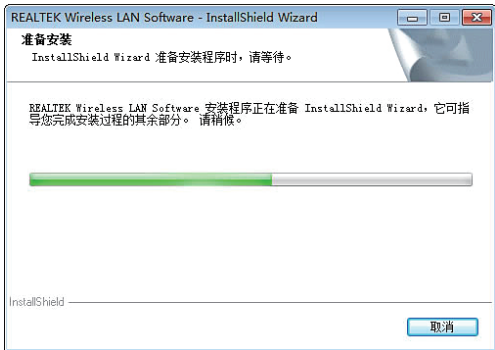 REALTEK Wireless LAN Software - InstallShield Wizard
准备安装
InstallShield Wizard 准备安装程序时，请等待。
REALTEK Wireless LAN Software 安装程序正在准备 InstallShield Wizard，它可指
导您完成安装过程的其余部分。 请稍候。
InstallShield
取消